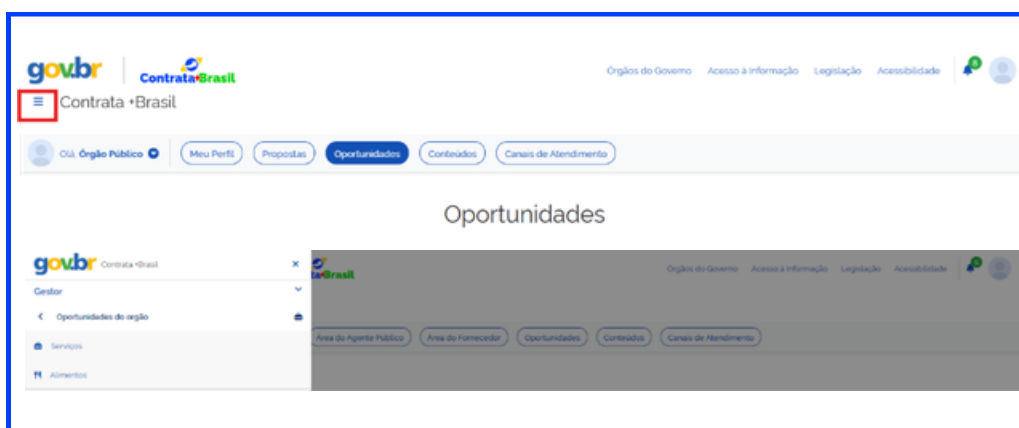 gov.br Contrata+Brasil Órgãos do Governo Acesso à Informação Legislação Acessibilidade
Contrata +Brasil
Olá, Órgão Público Meu Perfil Propostas Oportunidades Conteúdos Canais de Atendimento
Oportunidades
gov.br Contrata +Brasil × ta+Brasil Órgãos do Governo Acesso à Informação Legislação Acessibilidade
Gestor
Oportunidades do orgão
Área do Agente Público Área do Fornecedor Oportunidades Conteúdos Canais de Atendimento
Serviços
Alimentos